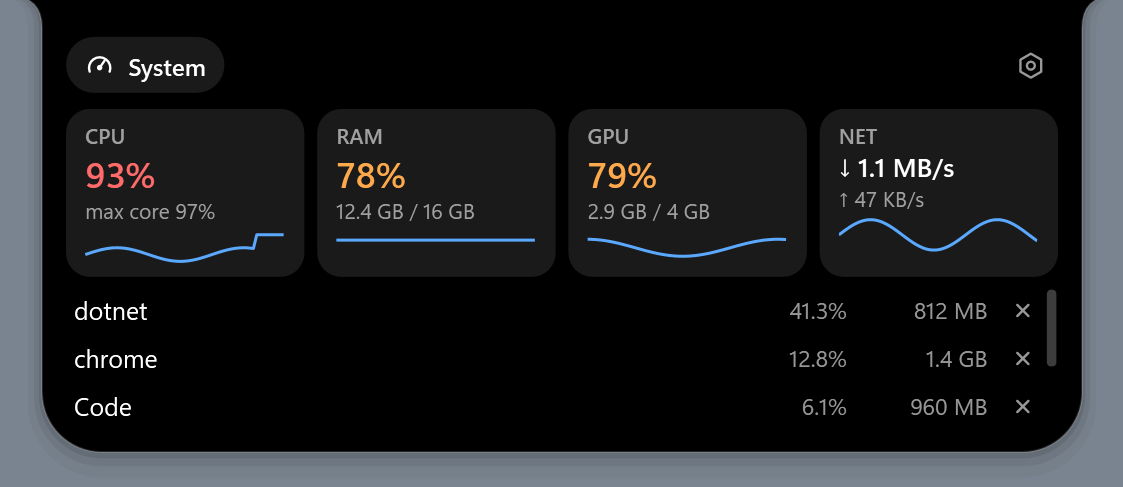 System
CPU
93%
max core 97%
RAM
78%
12.4 GB / 16 GB
GPU
79%
2.9 GB / 4 GB
NET
↓ 1.1 MB/s
↑ 47 KB/s
dotnet 41.3% 812 MB ✕
chrome 12.8% 1.4 GB ✕
Code 6.1% 960 MB ✕